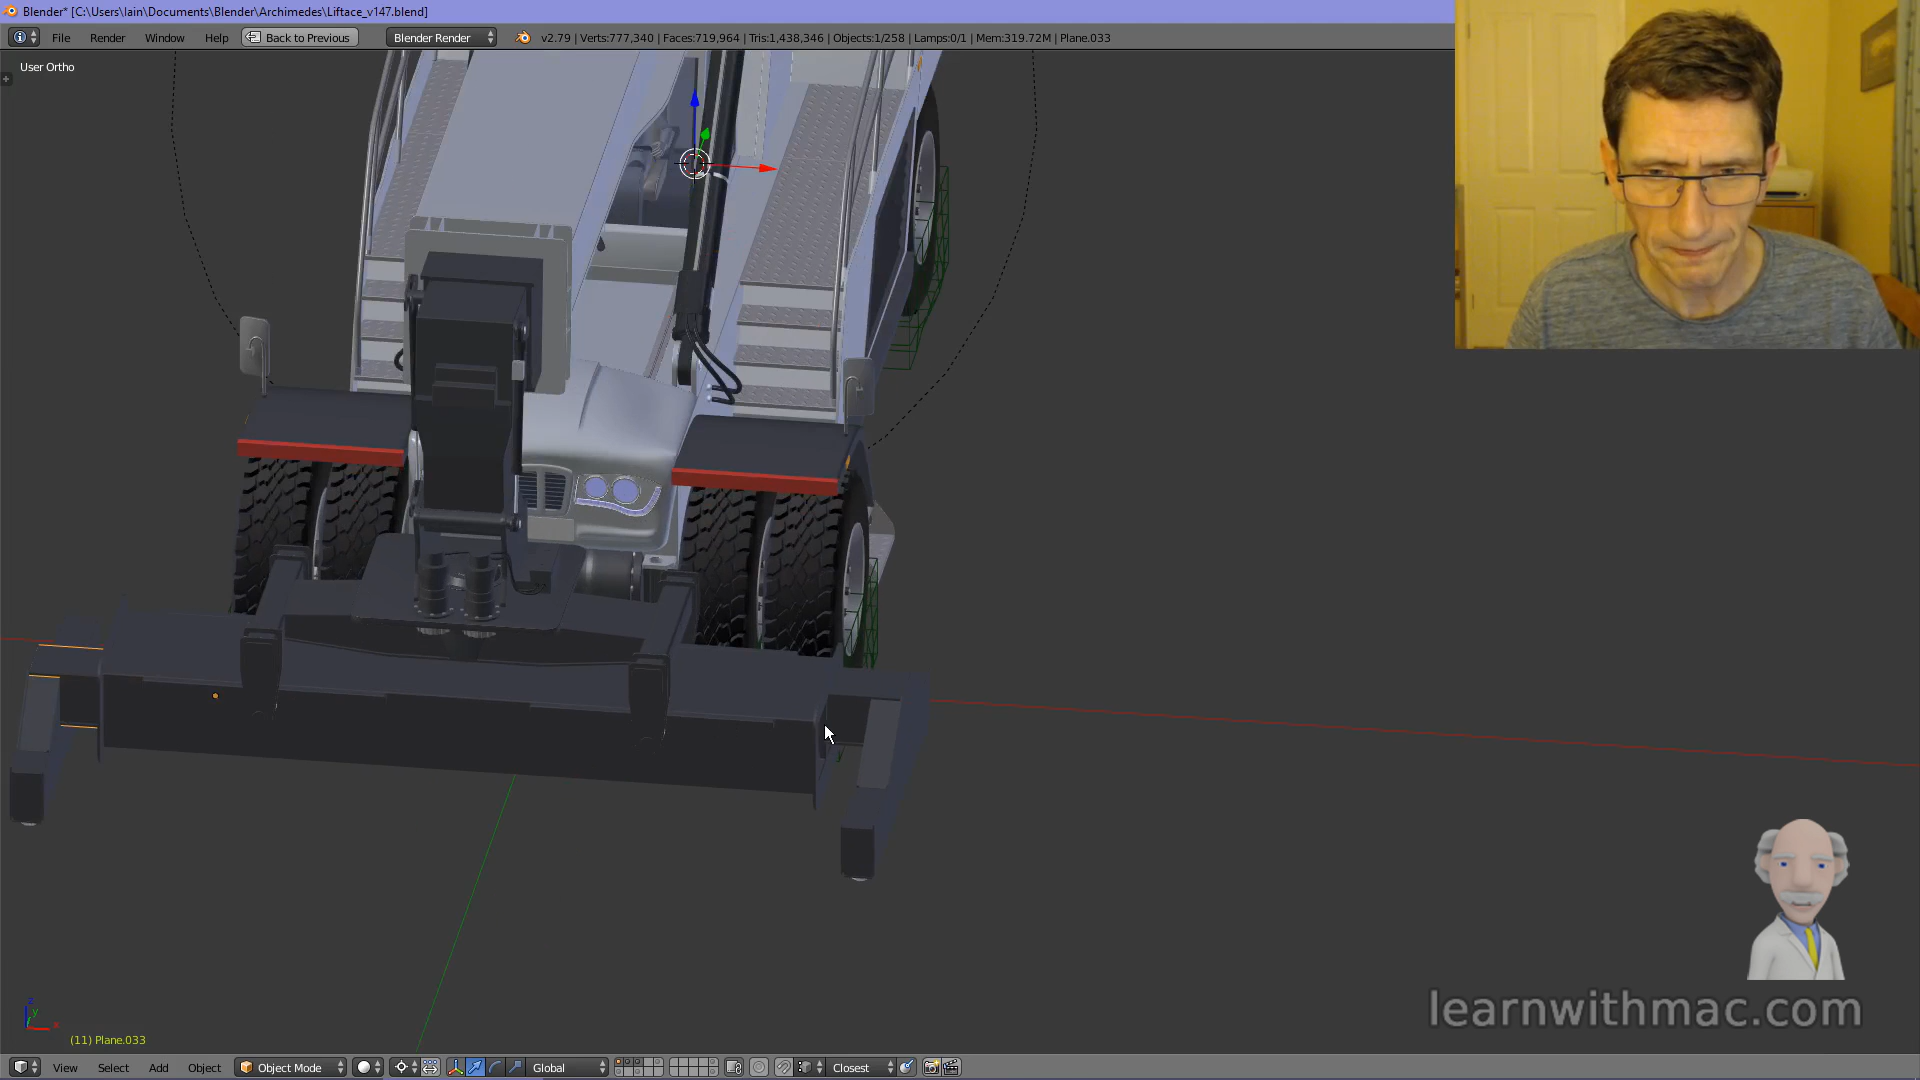 Blender* [C:\Users\Iain\Documents\Blender\Archimedes\Liftace_v147.blend]
File Render Window Help Back to Previous Blender Render v2.79 | Verts:777,340 | Faces:719,964 | Tris:1,438,346 | Objects:1/258 | Lamps:0/1 | Mem:319.72M | Plane.033
User Ortho
learnwithmac.com
z
y
x
(11) Plane.033
View Select Add Object Object Mode Global Closest